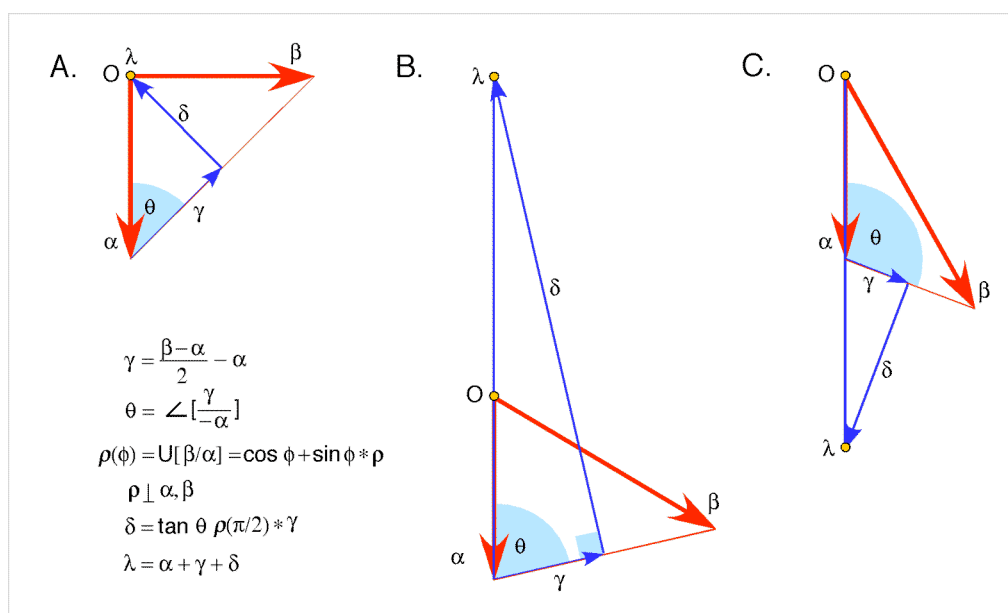 A.
λ
O
β
δ
θ
γ
α
γ = (β−α)/2 − α
θ = ∠[γ/−α]
ρ(ϕ) = U[β/α] = cos ϕ + sin ϕ * ρ
ρ ⊥ α, β
δ = tan θ ρ(π/2) * γ
λ = α + γ + δ
B.
λ
δ
O
β
α
θ
γ
C.
O
α
θ
γ
β
δ
λ